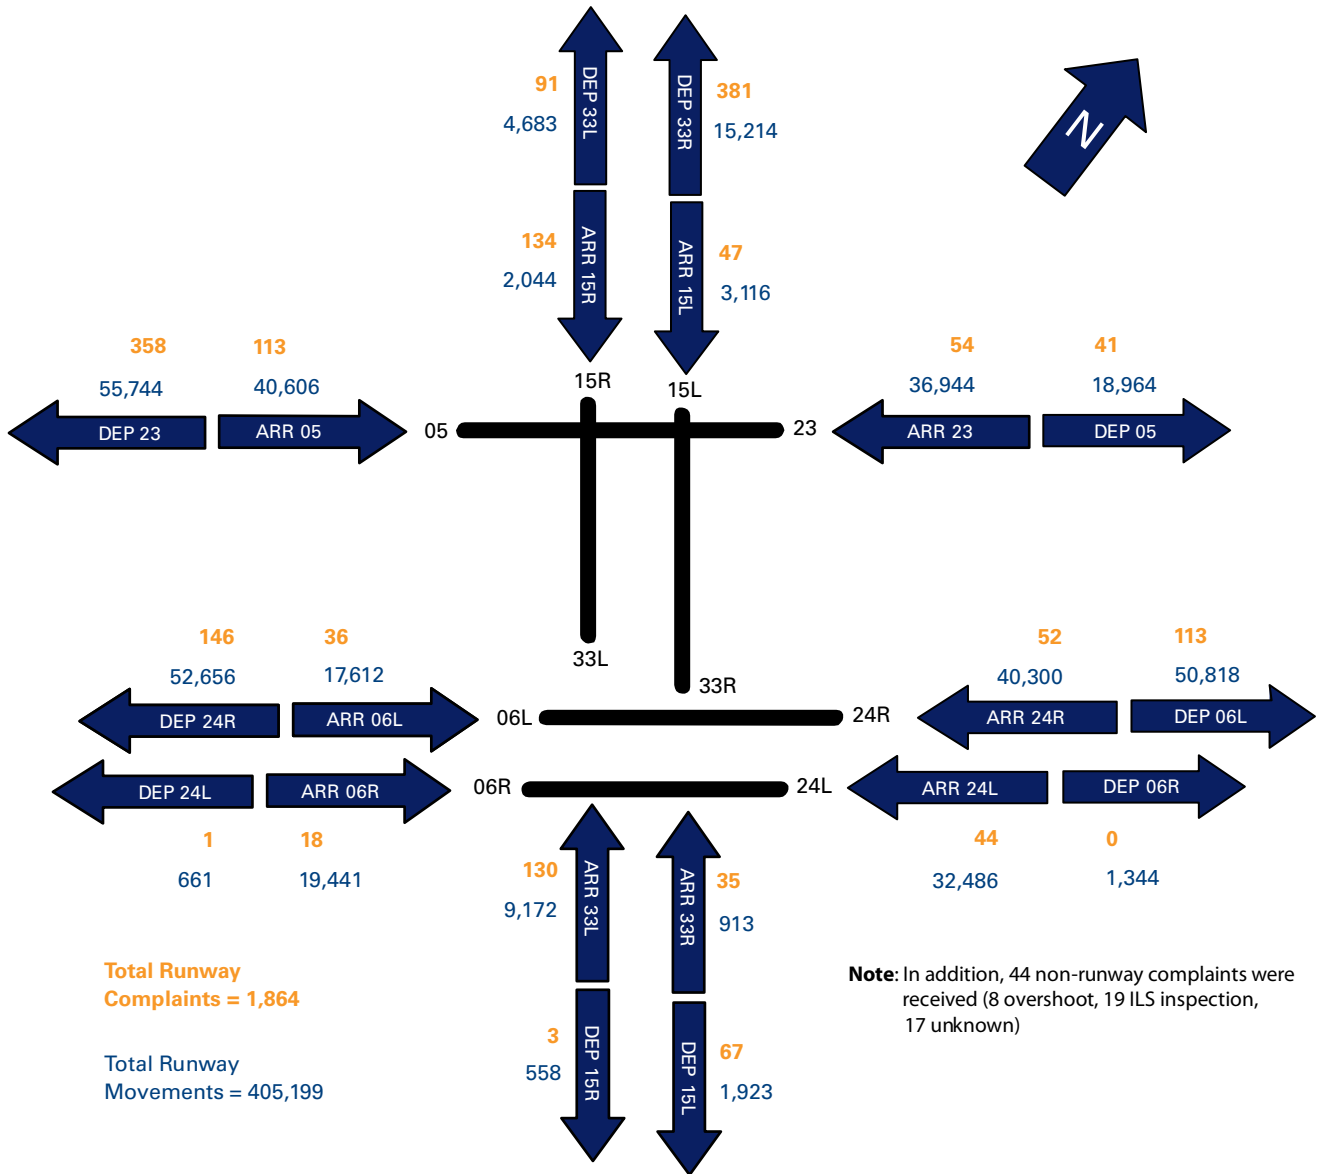 91
4,683
DEP 33L
DEP 33R
381
15,214
N
134
2,044
ARR 15R
ARR 15L
47
3,116
358
113
55,744
40,606
DEP 23
ARR 05
15R
15L
05
23
54
41
36,944
18,964
ARR 23
DEP 05
33L
33R
146
36
52,656
17,612
DEP 24R
ARR 06L
06L
24R
52
113
40,300
50,818
ARR 24R
DEP 06L
DEP 24L
ARR 06R
06R
24L
ARR 24L
DEP 06R
1
18
661
19,441
44
0
32,486
1,344
130
9,172
ARR 33L
ARR 33R
35
913
Total Runway
Complaints = 1,864
Total Runway
Movements = 405,199
3
558
DEP 15R
DEP 15L
67
1,923
Note: In addition, 44 non-runway complaints were
received (8 overshoot, 19 ILS inspection,
17 unknown)